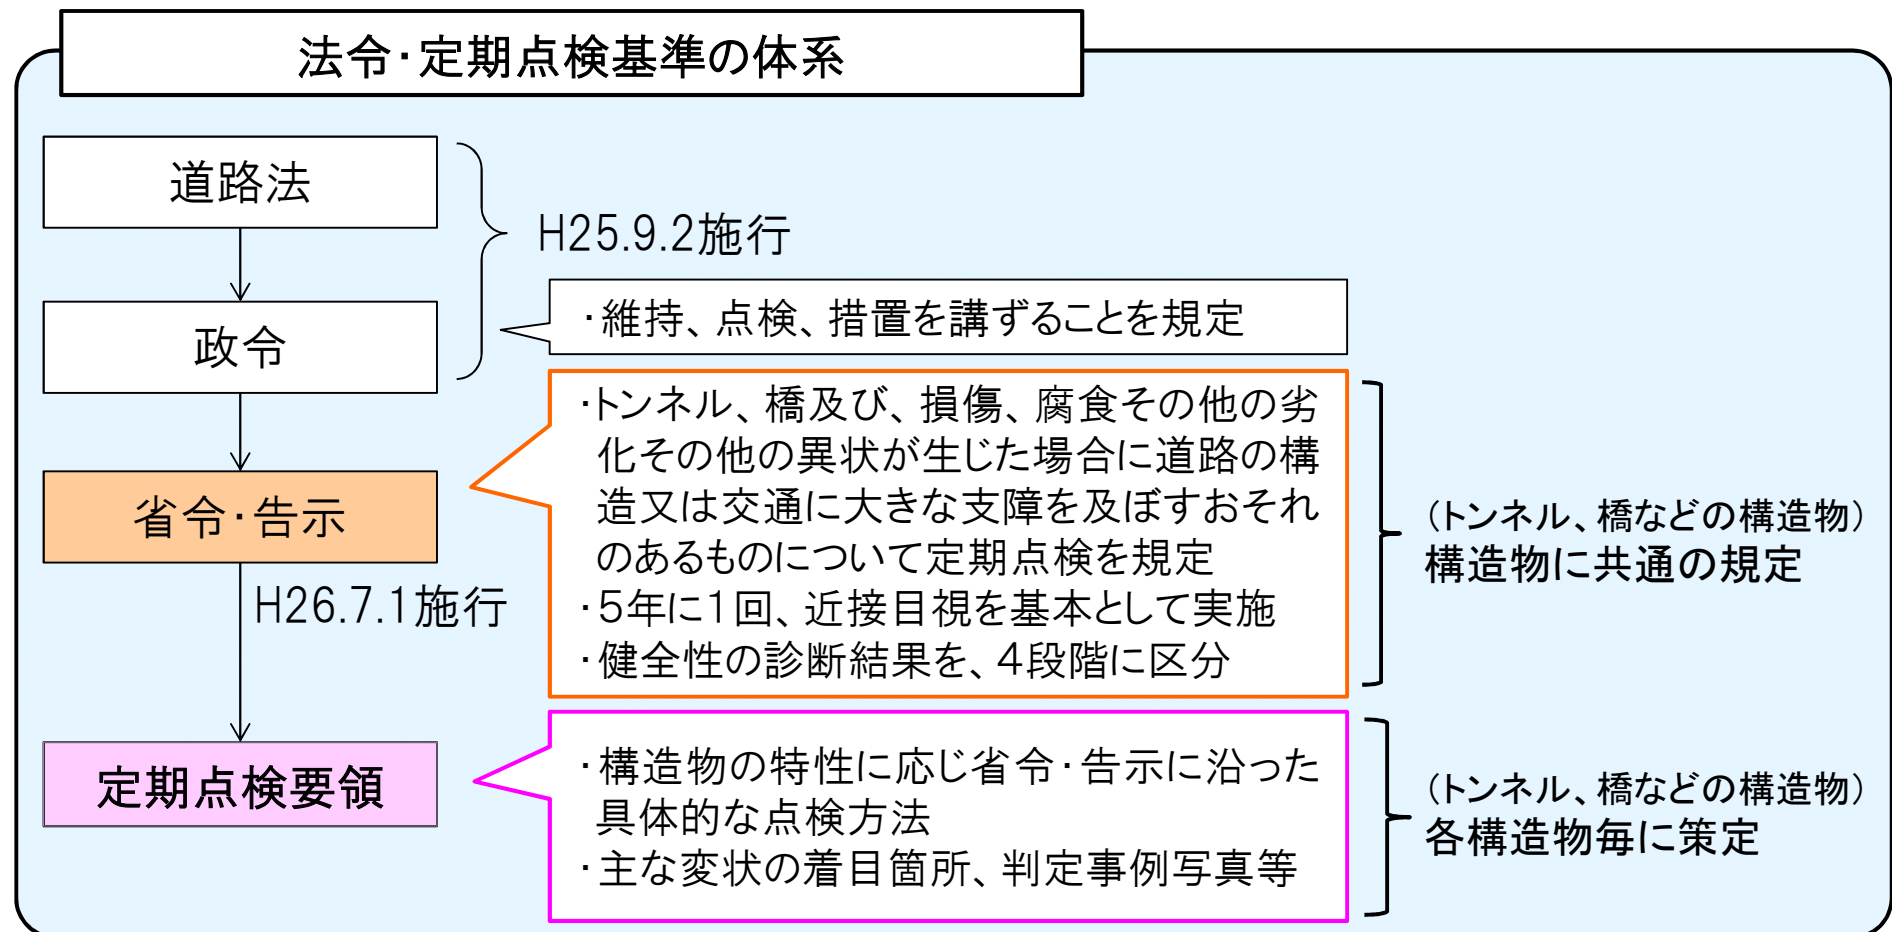 法令・定期点検基準の体系
道路法
H25.9.2施行
政令
・維持、点検、措置を講ずることを規定
省令・告示
・トンネル、橋及び、損傷、腐食その他の劣
化その他の異状が生じた場合に道路の構
造又は交通に大きな支障を及ぼすおそれ
のあるものについて定期点検を規定
・5年に1回、近接目視を基本として実施
・健全性の診断結果を、4段階に区分
(トンネル、橋などの構造物)
構造物に共通の規定
H26.7.1施行
定期点検要領
・構造物の特性に応じ省令・告示に沿った
具体的な点検方法
・主な変状の着目箇所、判定事例写真等
(トンネル、橋などの構造物)
各構造物毎に策定